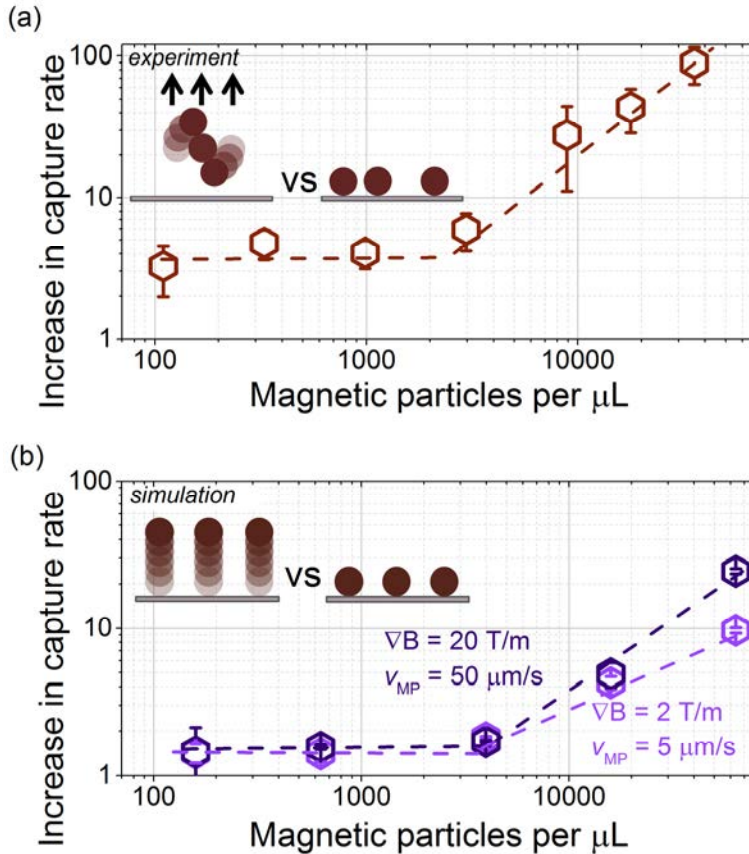 (a)
Increase in capture rate
100
10
1
experiment
vs
100
1000
10000
Magnetic particles per μL
(b)
Increase in capture rate
100
10
1
simulation
vs
∇B = 20 T/m
vMP = 50 μm/s
∇B = 2 T/m
vMP = 5 μm/s
100
1000
10000
Magnetic particles per μL